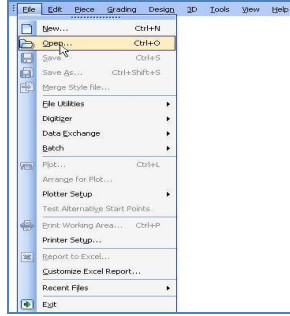 File Edit Piece Grading Design 3D Tools View Help
New... Ctrl+N
Open... Ctrl+O
Save Ctrl+S
Save As... Ctrl+Shift+S
Merge Style file...
File Utilities
Digitizer
Data Exchange
Batch
Plot... Ctrl+L
Arrange for Plot...
Plotter Setup
Test Alternative Start Points
Print Working Area... Ctrl+P
Printer Setup...
Report to Excel...
Customize Excel Report...
Recent Files
Exit